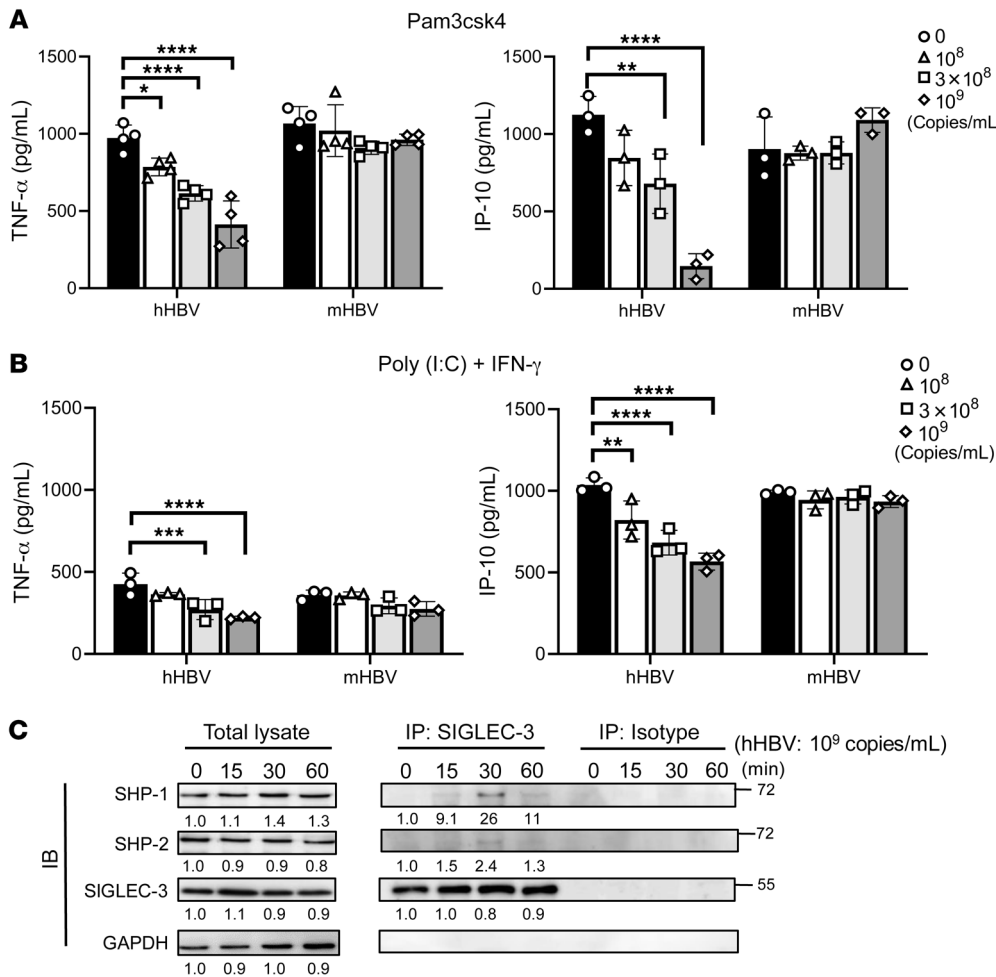 A
Pam3csk4
1500
1000
500
0
TNF-α (pg/mL)
****
****
*
hHBV
mHBV
1500
1000
500
0
IP-10 (pg/mL)
****
**
hHBV
mHBV
0
10⁸
3×10⁸
10⁹
(Copies/mL
B
Poly (I:C) + IFN-γ
1500
1000
500
0
TNF-α (pg/mL)
****
***
hHBV
mHBV
1500
1000
500
0
IP-10 (pg/mL)
****
****
**
hHBV
mHBV
0
10⁸
3×10⁸
10⁹
(Copies/mL)
C
Total lysate IP: SIGLEC-3 IP: Isotype (hHBV: 10⁹ copies/mL)
0 15 30 60 0 15 30 60 0 15 30 60 (min)
IB
SHP-1 72
1.0 1.1 1.4 1.3 1.0 9.1 26 11
SHP-2 72
1.0 0.9 0.9 0.8 1.0 1.5 2.4 1.3
SIGLEC-3 55
1.0 1.1 0.9 0.9 1.0 1.0 0.8 0.9
GAPDH
1.0 0.9 1.0 0.9